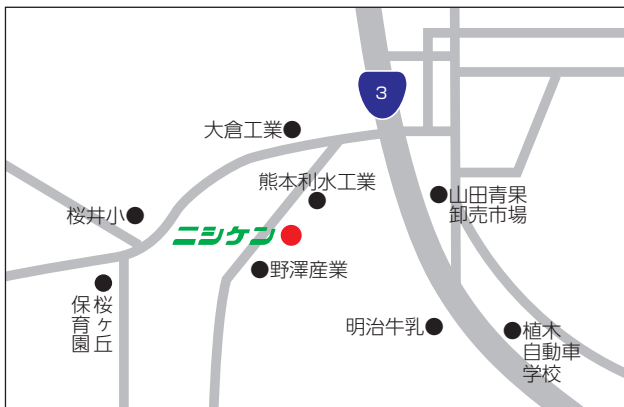 3
大倉工業
熊本利水工業
桜井小
山田青果
卸売市場
ニシケン
野澤産業
桜ヶ丘
保育園
明治牛乳
植木
自動車
学校